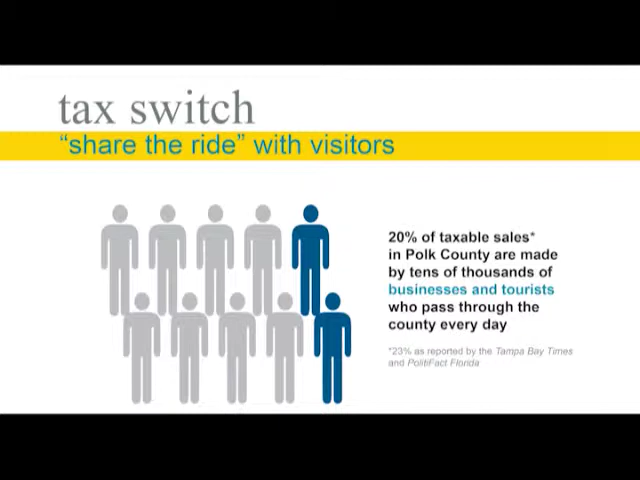 tax switch
“share the ride” with visitors
20% of taxable sales*
in Polk County are made
by tens of thousands of
businesses and tourists
who pass through the
county every day
*23% as reported by the Tampa Bay Times
and PolitiFact Florida